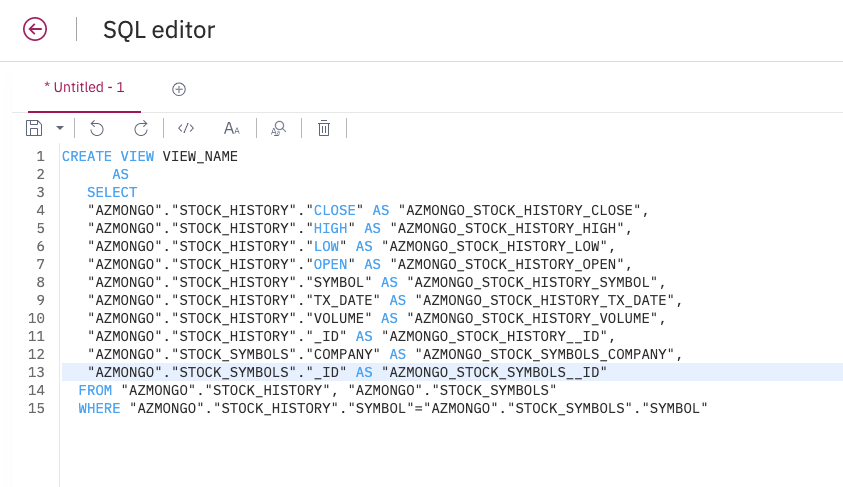 SQL editor
* Untitled - 1
1 CREATE VIEW VIEW_NAME
2 AS
3 SELECT
4 "AZMONGO"."STOCK_HISTORY"."CLOSE" AS "AZMONGO_STOCK_HISTORY_CLOSE",
5 "AZMONGO"."STOCK_HISTORY"."HIGH" AS "AZMONGO_STOCK_HISTORY_HIGH",
6 "AZMONGO"."STOCK_HISTORY"."LOW" AS "AZMONGO_STOCK_HISTORY_LOW",
7 "AZMONGO"."STOCK_HISTORY"."OPEN" AS "AZMONGO_STOCK_HISTORY_OPEN",
8 "AZMONGO"."STOCK_HISTORY"."SYMBOL" AS "AZMONGO_STOCK_HISTORY_SYMBOL",
9 "AZMONGO"."STOCK_HISTORY"."TX_DATE" AS "AZMONGO_STOCK_HISTORY_TX_DATE",
10 "AZMONGO"."STOCK_HISTORY"."VOLUME" AS "AZMONGO_STOCK_HISTORY_VOLUME",
11 "AZMONGO"."STOCK_HISTORY"."_ID" AS "AZMONGO_STOCK_HISTORY__ID",
12 "AZMONGO"."STOCK_SYMBOLS"."COMPANY" AS "AZMONGO_STOCK_SYMBOLS_COMPANY",
13 "AZMONGO"."STOCK_SYMBOLS"."_ID" AS "AZMONGO_STOCK_SYMBOLS__ID"
14 FROM "AZMONGO"."STOCK_HISTORY", "AZMONGO"."STOCK_SYMBOLS"
15 WHERE "AZMONGO"."STOCK_HISTORY"."SYMBOL"="AZMONGO"."STOCK_SYMBOLS"."SYMBOL"